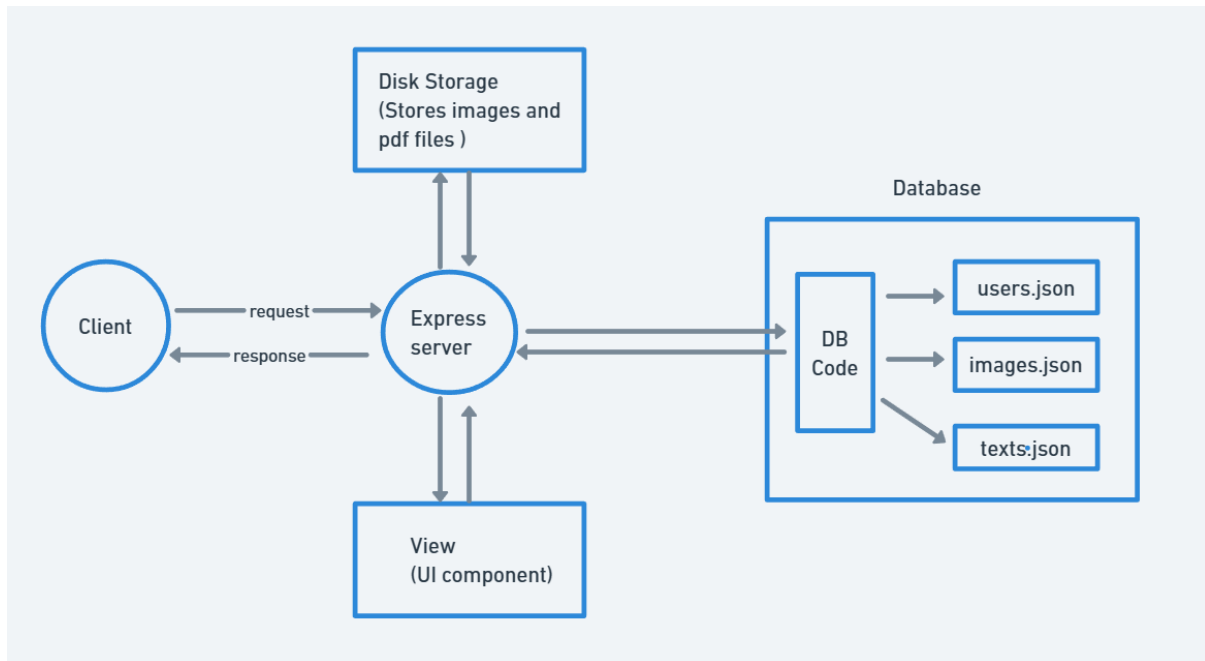 Disk Storage
(Stores images and
pdf files )
Database
Client
request
response
Express
server
DB
Code
users.json
images.json
texts.json
View
(UI component)